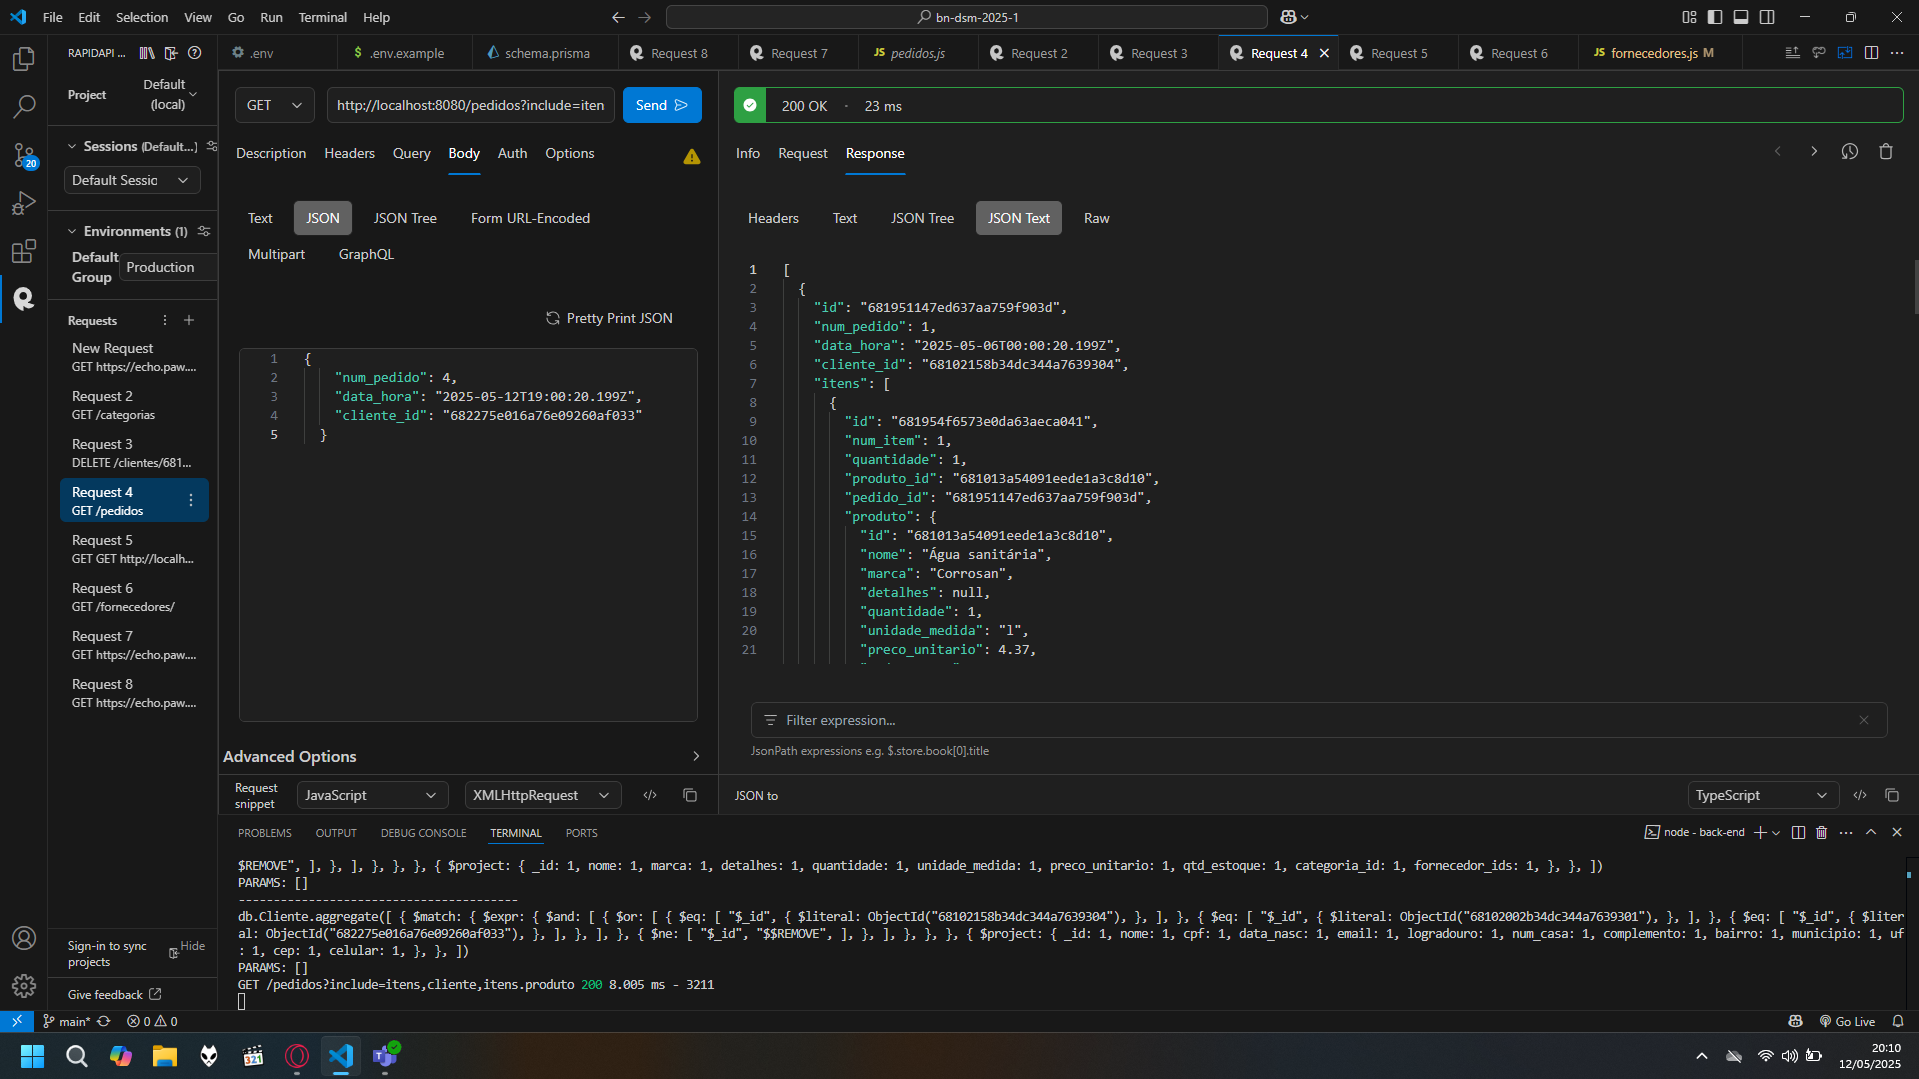 File Edit Selection View Go Run Terminal Help
bn-dsm-2025-1
RAPIDAPI ...
.env
.env.example
schema.prisma
Request 8
Request 7
pedidos.js
Request 2
Request 3
Request 4
Request 5
Request 6
fornecedores.js M
Project
Default (local)
Sessions (Default...)
Default Sessic
Environments (1)
Default Group
Production
Requests
New Request
GET https://echo.paw....
Request 2
GET /categorias
Request 3
DELETE /clientes/681...
Request 4
GET /pedidos
Request 5
GET GET http://localh...
Request 6
GET /fornecedores/
Request 7
GET https://echo.paw....
Request 8
GET https://echo.paw....
Sign-in to sync projects
Hide
Give feedback
20
GET
http://localhost:8080/pedidos?include=iten
Send
Description Headers Query Body Auth Options
Text JSON JSON Tree Form URL-Encoded
Multipart GraphQL
Pretty Print JSON
1 {
2 "num_pedido": 4,
3 "data_hora": "2025-05-12T19:00:20.199Z",
4 "cliente_id": "682275e016a76e09260af033"
5 }
Advanced Options
Request snippet
JavaScript
XMLHttpRequest
200 OK · 23 ms
Info Request Response
Headers Text JSON Tree JSON Text Raw
1 [
2 {
3 "id": "681951147ed637aa759f903d",
4 "num_pedido": 1,
5 "data_hora": "2025-05-06T00:00:20.199Z",
6 "cliente_id": "68102158b34dc344a7639304",
7 "itens": [
8 {
9 "id": "681954f6573e0da63aeca041",
10 "num_item": 1,
11 "quantidade": 1,
12 "produto_id": "681013a54091eede1a3c8d10",
13 "pedido_id": "681951147ed637aa759f903d",
14 "produto": {
15 "id": "681013a54091eede1a3c8d10",
16 "nome": "Água sanitária",
17 "marca": "Corrosan",
18 "detalhes": null,
19 "quantidade": 1,
20 "unidade_medida": "l",
21 "preco_unitario": 4.37,
Filter expression...
JsonPath expressions e.g. $.store.book[0].title
JSON to
TypeScript
PROBLEMS OUTPUT DEBUG CONSOLE TERMINAL PORTS
node - back-end
$REMOVE", ], }, ], }, }, }, { $project: { _id: 1, nome: 1, marca: 1, detalhes: 1, quantidade: 1, unidade_medida: 1, preco_unitario: 1, qtd_estoque: 1, categoria_id: 1, fornecedor_ids: 1, }, }, ])
PARAMS: []
----------------------------------------
db.Cliente.aggregate([ { $match: { $expr: { $and: [ { $or: [ { $eq: [ "$_id", { $literal: ObjectId("68102158b34dc344a7639304"), }, ], }, { $eq: [ "$_id", { $literal: ObjectId("68102002b34dc344a7639301"), }, ], }, { $eq: [ "$_id", { $liter
al: ObjectId("682275e016a76e09260af033"), }, ], }, ], }, { $ne: [ "$_id", "$$REMOVE", ], }, ], }, }, }, { $project: { _id: 1, nome: 1, cpf: 1, data_nasc: 1, email: 1, logradouro: 1, num_casa: 1, complemento: 1, bairro: 1, municipio: 1, uf
: 1, cep: 1, celular: 1, }, }, ])
PARAMS: []
GET /pedidos?include=itens,cliente,itens.produto 200 8.005 ms - 3211
main*
0 0
Go Live
321
20:10
12/05/2025